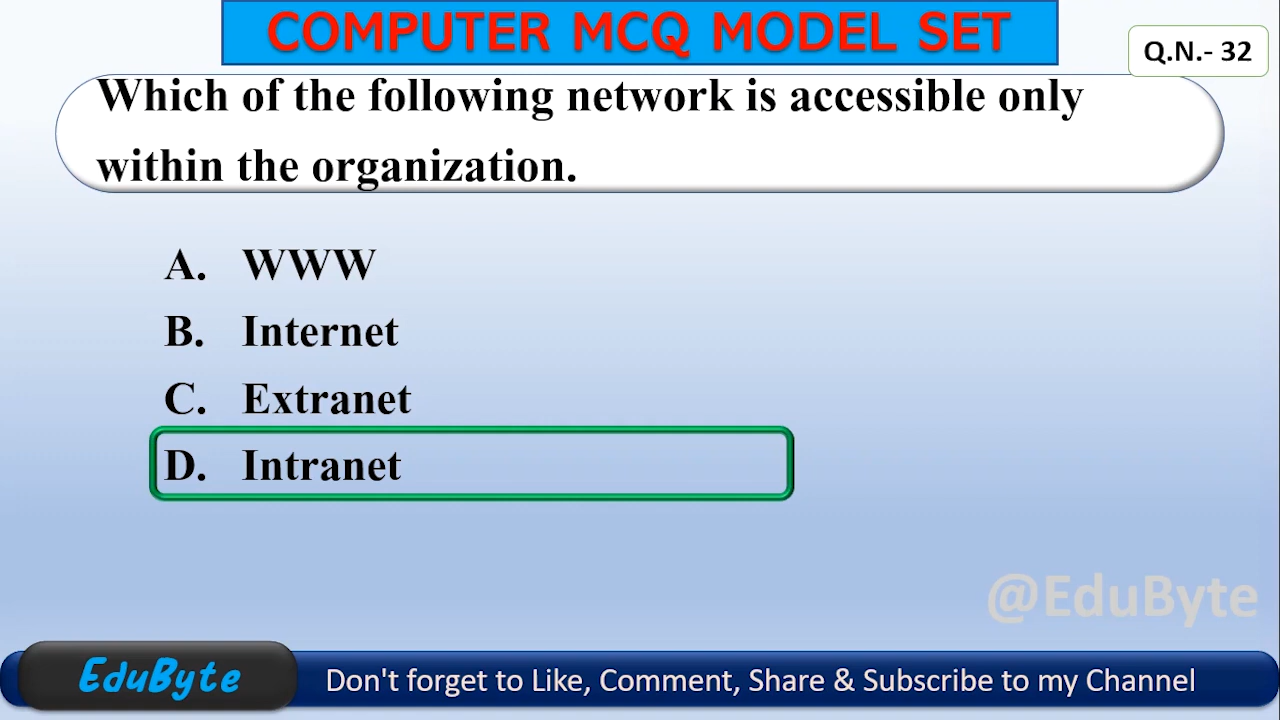 COMPUTER MCQ MODEL SET
Q.N.- 32
Which of the following network is accessible only
within the organization.
A. WWW
B. Internet
C. Extranet
D. Intranet
@EduByte
EduByte
Don't forget to Like, Comment, Share & Subscribe to my Channel